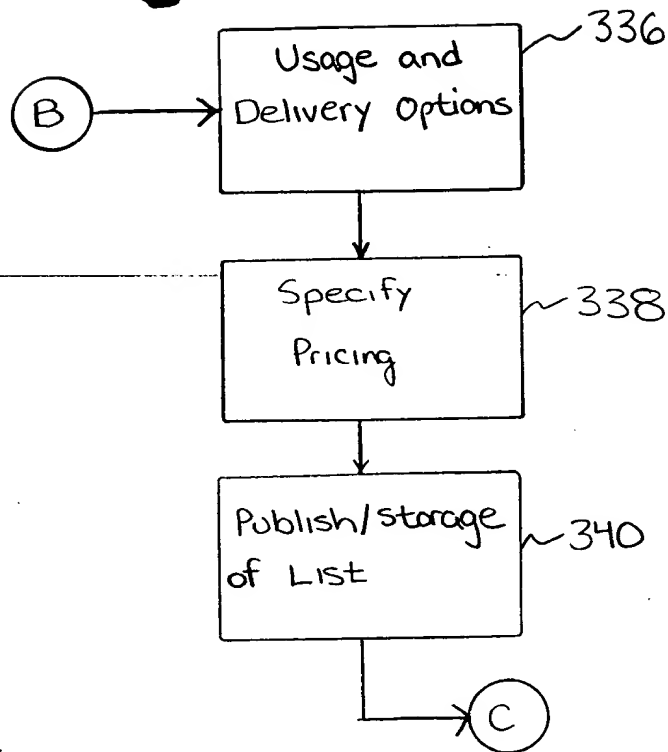 Usage and
336
B
Delivery Options
Specify
338
Pricing
Publish/storage
340
of List
C